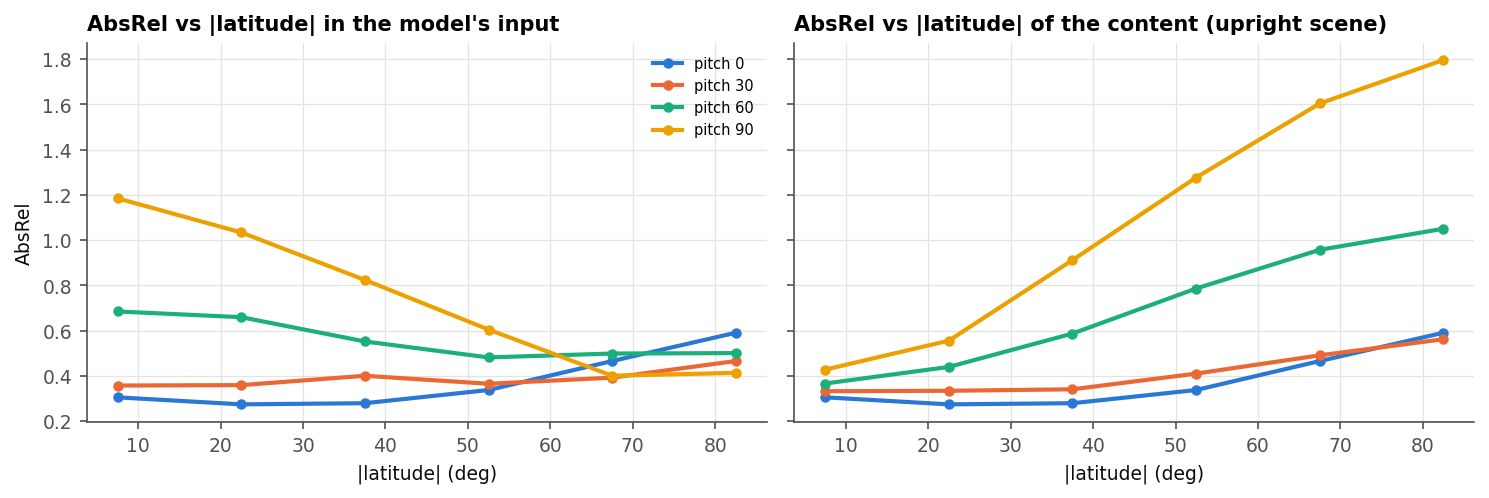 AbsRel vs |latitude| in the model's input
AbsRel vs |latitude| of the content (upright scene)
pitch 0
pitch 30
pitch 60
pitch 90
AbsRel
1.8
1.6
1.4
1.2
1.0
0.8
0.6
0.4
0.2
10 20 30 40 50 60 70 80
10 20 30 40 50 60 70 80
|latitude| (deg)
|latitude| (deg)